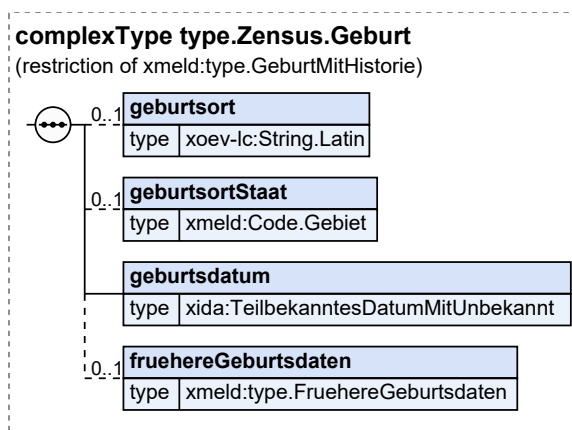 complexType type.Zensus.Geburt
(restriction of xmeld:type.GeburtMitHistorie)
0..1 geburtsort
type xoev-lc:String.Latin
0..1 geburtsortStaat
type xmeld:Code.Gebiet
geburtsdatum
type xida:TeilbekanntesDatumMitUnbekannt
0..1 fruehereGeburtsdaten
type xmeld:type.FruehereGeburtsdaten